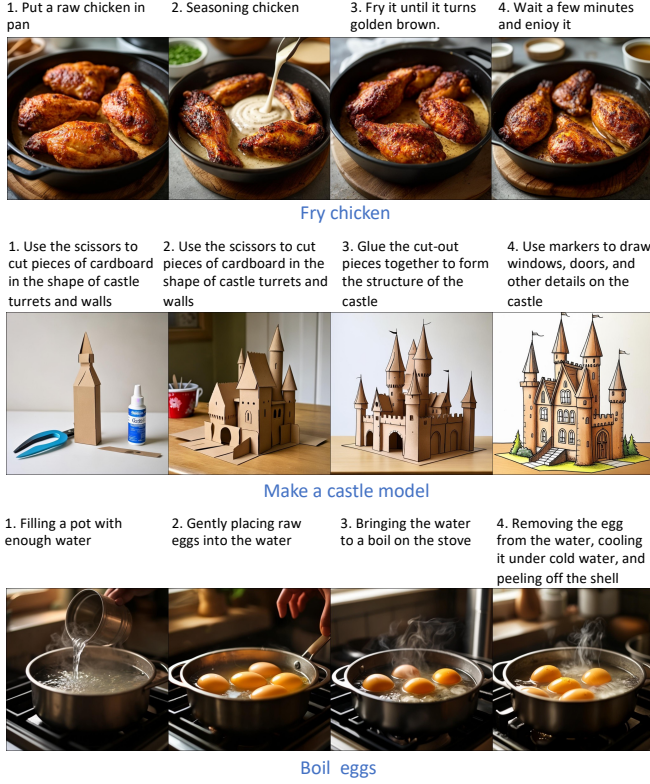 1. Put a raw chicken in
pan
2. Seasoning chicken
3. Fry it until it turns
golden brown.
4. Wait a few minutes
and enjoy it
Fry chicken
1. Use the scissors to
cut pieces of cardboard
in the shape of castle
turrets and walls
2. Use the scissors to cut
pieces of cardboard in the
shape of castle turrets and
walls
3. Glue the cut-out
pieces together to form
the structure of the
castle
4. Use markers to draw
windows, doors, and
other details on the
castle
Make a castle model
1. Filling a pot with
enough water
2. Gently placing raw
eggs into the water
3. Bringing the water
to a boil on the stove
4. Removing the egg
from the water, cooling
it under cold water, and
peeling off the shell
Boil eggs